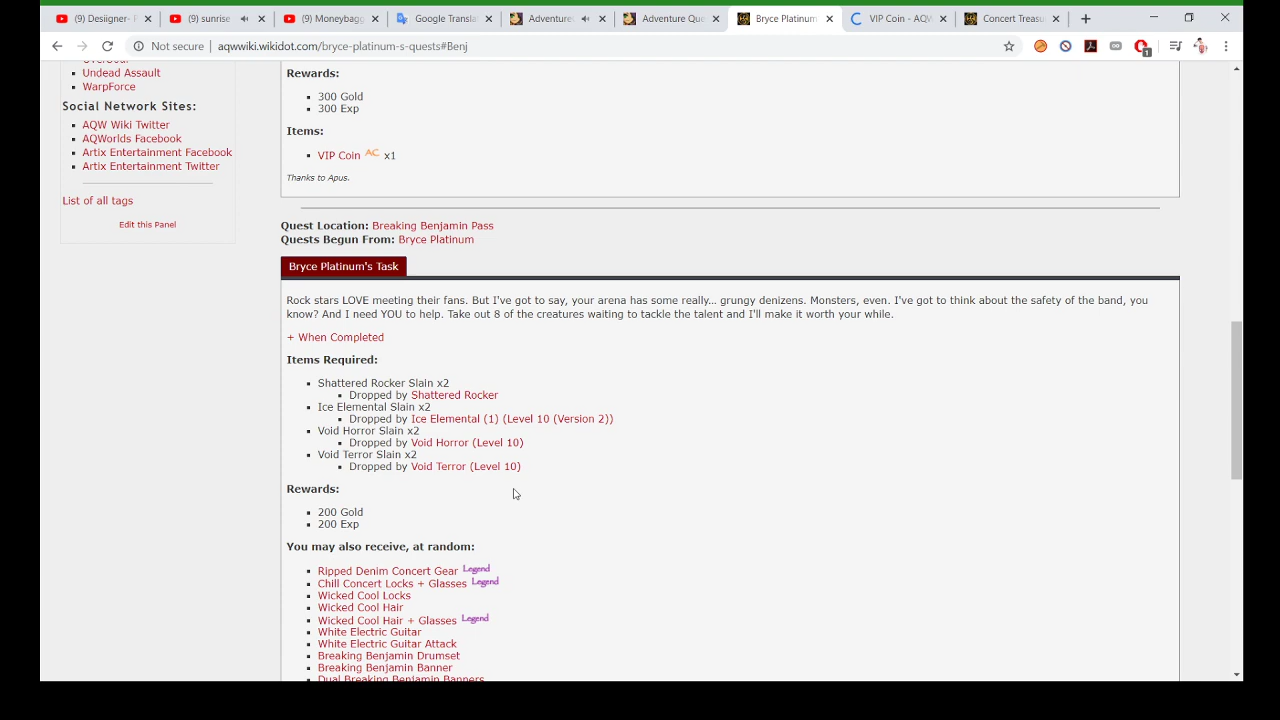 (9) Desiigner-
(9) sunrise
(9) Moneybagg
Google Transla
Adventure
Adventure Que
Bryce Platinum
VIP Coin - AQW
Concert Treasu
Not secure
aqwwiki.wikidot.com/bryce-platinum-s-quests#Benj
Undead Assault
WarpForce
Social Network Sites:
AQW Wiki Twitter
AQWorlds Facebook
Artix Entertainment Facebook
Artix Entertainment Twitter
List of all tags
Edit this Panel
Rewards:
300 Gold
300 Exp
Items:
VIP Coin AC x1
Thanks to Apus.
Quest Location: Breaking Benjamin Pass
Quests Begun From: Bryce Platinum
Bryce Platinum's Task
Rock stars LOVE meeting their fans. But I've got to say, your arena has some really... grungy denizens. Monsters, even. I've got to think about the safety of the band, you
know? And I need YOU to help. Take out 8 of the creatures waiting to tackle the talent and I'll make it worth your while.
+ When Completed
Items Required:
Shattered Rocker Slain x2
Dropped by Shattered Rocker
Ice Elemental Slain x2
Dropped by Ice Elemental (1) (Level 10 (Version 2))
Void Horror Slain x2
Dropped by Void Horror (Level 10)
Void Terror Slain x2
Dropped by Void Terror (Level 10)
Rewards:
200 Gold
200 Exp
You may also receive, at random:
Ripped Denim Concert Gear Legend
Chill Concert Locks + Glasses Legend
Wicked Cool Locks
Wicked Cool Hair
Wicked Cool Hair + Glasses Legend
White Electric Guitar
White Electric Guitar Attack
Breaking Benjamin Drumset
Breaking Benjamin Banner
Dual Breaking Benjamin Banners